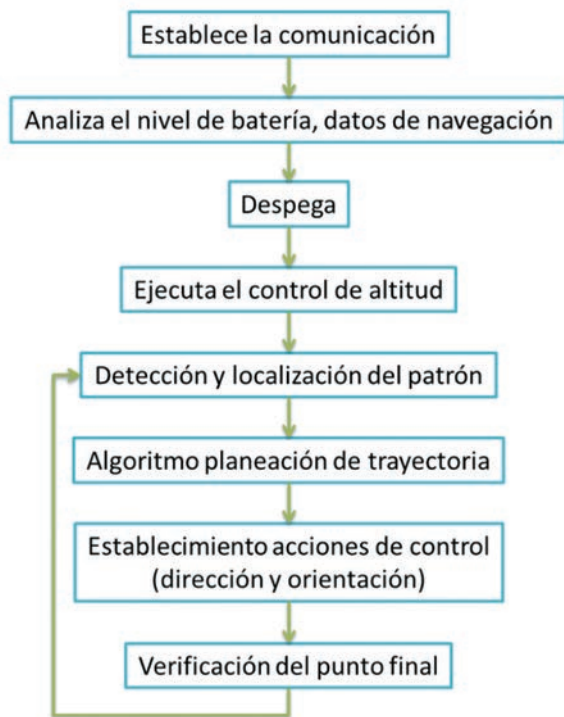 Establece la comunicación
Analiza el nivel de batería, datos de navegación
Despega
Ejecuta el control de altitud
Detección y localización del patrón
Algoritmo planeación de trayectoria
Establecimiento acciones de control
(dirección y orientación)
Verificación del punto final